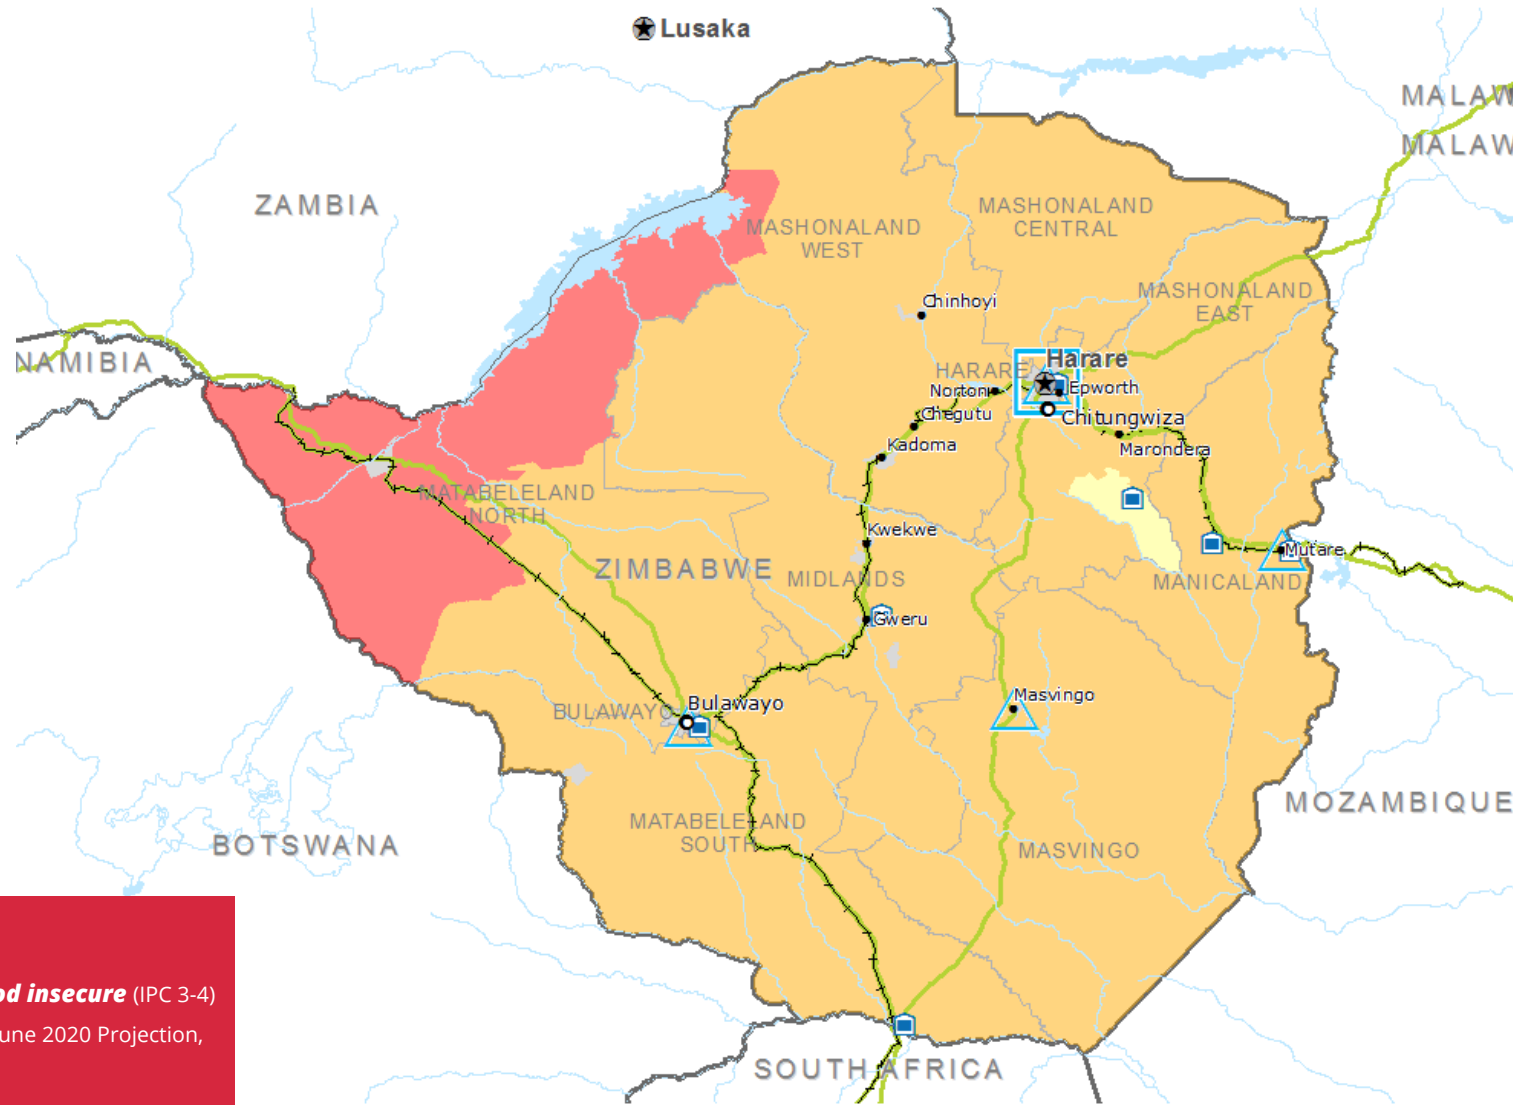 Lusaka
MALAW
MALAW
ZAMBIA
MASHONALAND
CENTRAL
MASHONALAND
WEST
MASHONALAND
EAST
Chinhoyi
NAMIBIA
Harare
HARARE
Norton
Epworth
Chegutu
Chitungwiza
Kadoma
Marondera
MATABELELAND
NORTH
Kwekwe
Mutare
ZIMBABWE
MIDLANDS
MANICALAND
Gweru
Masvingo
Bulawayo
BULAWAYO
MOZAMBIQUE
MATABELELAND
SOUTH
BOTSWANA
MASVINGO
od insecure (IPC 3-4)
une 2020 Projection,
SOUTH AFRICA